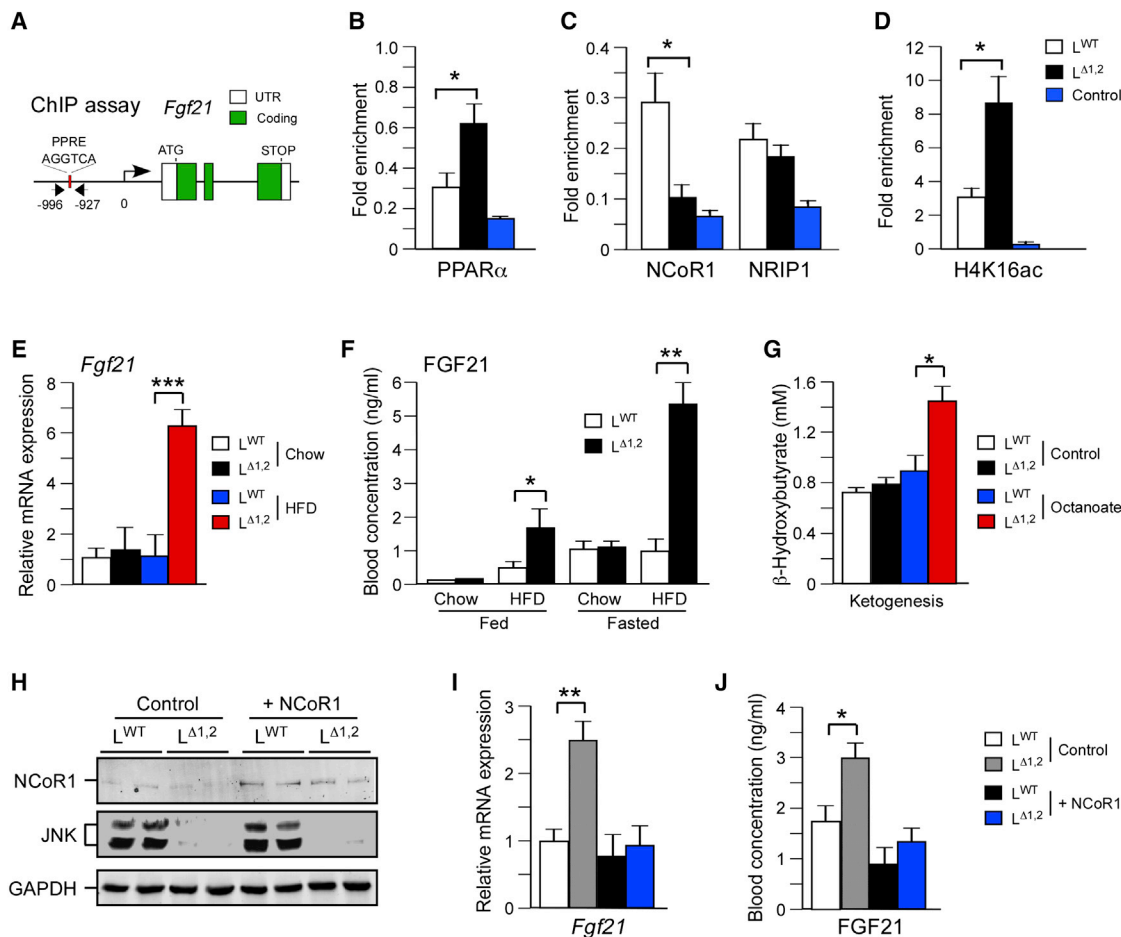 A
ChIP assay
Fgf21
UTR
Coding
PPRE
AGGTCA
ATG
STOP
-996
-927
0
B
Fold enrichment
1.0
0.8
0.6
0.4
0.2
0
*
PPARα
C
Fold enrichment
0.4
0.3
0.2
0.1
0
*
NCoR1
NRIP1
D
Fold enrichment
12
10
8
6
4
2
0
*
H4K16ac
L^WT
L^Δ1,2
Control
E
Fgf21
Relative mRNA expression
8
6
4
2
0
***
L^WT
L^Δ1,2
Chow
L^WT
L^Δ1,2
HFD
F
FGF21
Blood concentration (ng/ml)
6
5
4
3
2
1
0
*
**
L^WT
L^Δ1,2
Chow HFD Chow HFD
Fed Fasted
G
β-Hydroxybutyrate (mM)
1.6
1.2
0.8
0.4
0
*
Ketogenesis
L^WT
L^Δ1,2
Control
L^WT
L^Δ1,2
Octanoate
H
Control + NCoR1
L^WT L^Δ1,2 L^WT L^Δ1,2
NCoR1
JNK
GAPDH
I
Relative mRNA expression
3
2
1
0
**
Fgf21
J
Blood concentration (ng/ml)
4
3
2
1
0
*
FGF21
L^WT
L^Δ1,2
Control
L^WT
L^Δ1,2
+ NCoR1